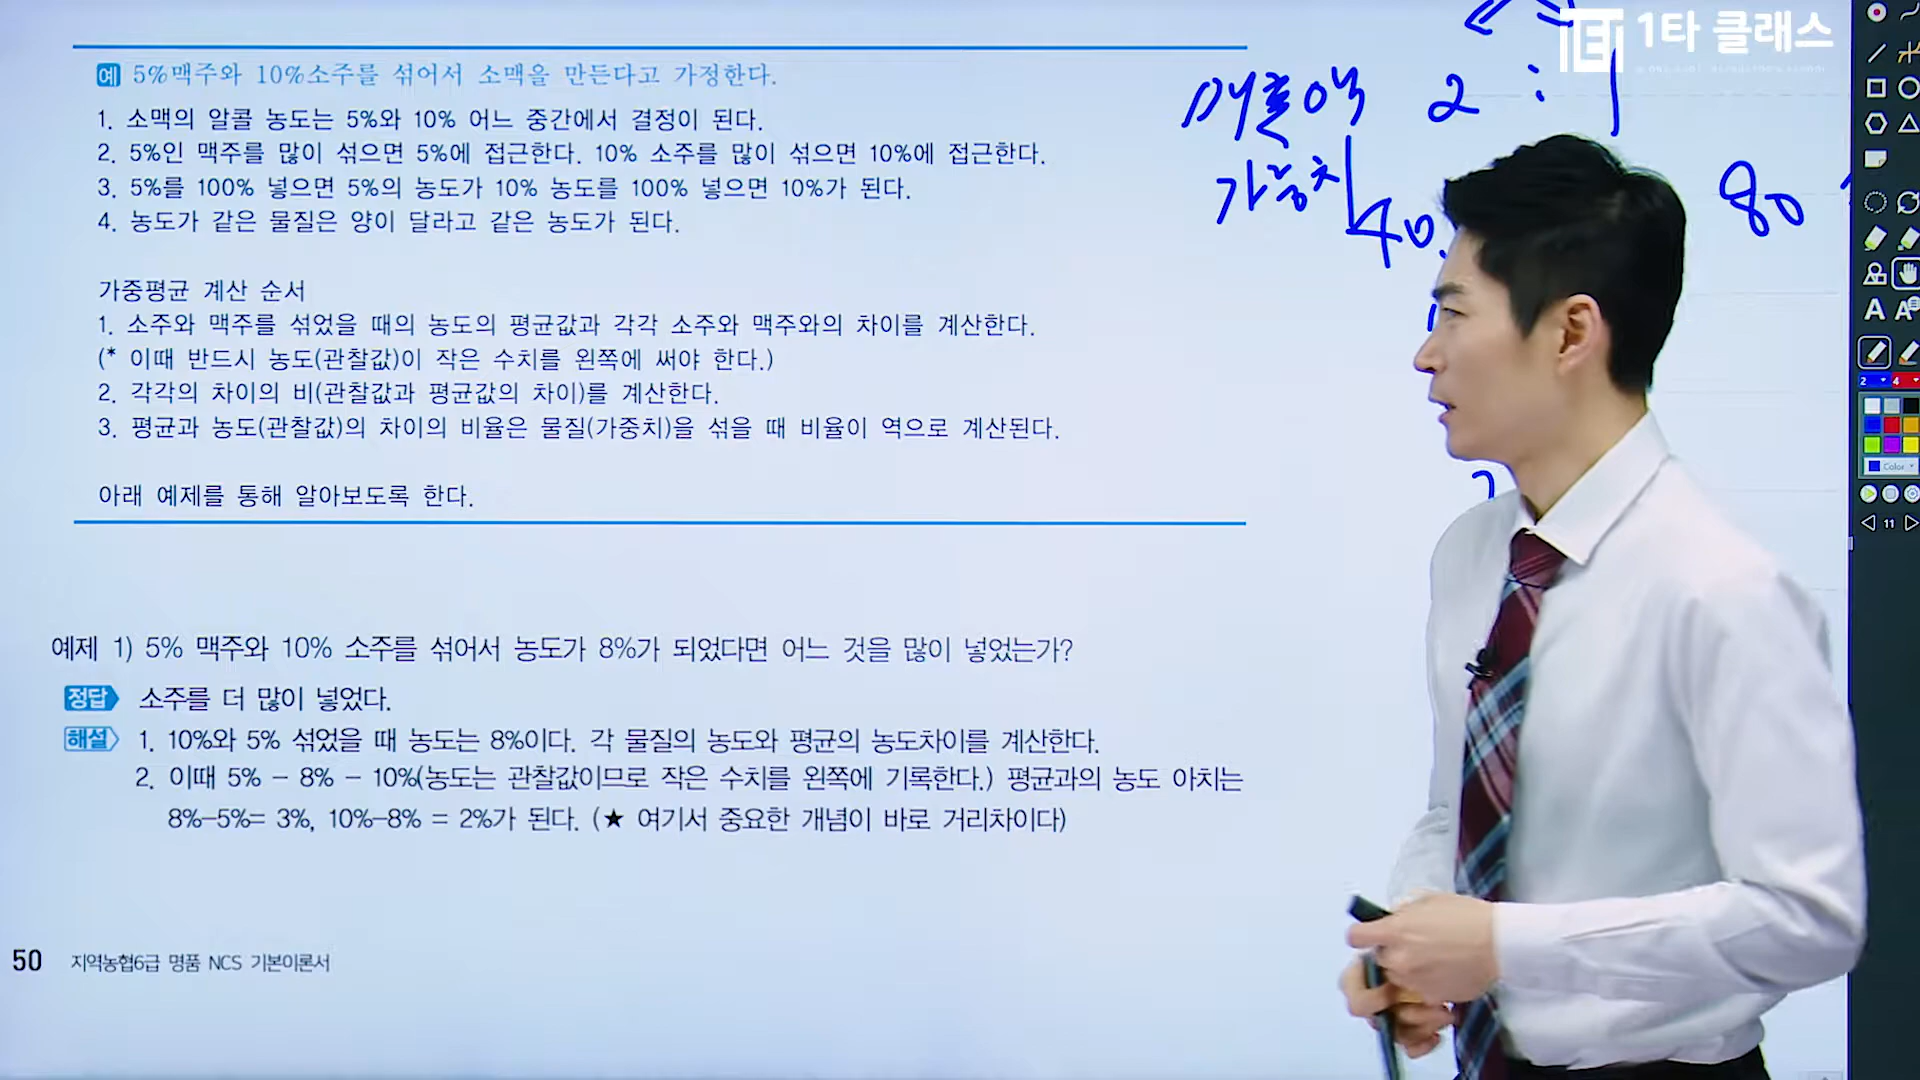 1타 클래스
예 5%맥주와 10%소주를 섞어서 소맥을 만든다고 가정한다.
1. 소맥의 알콜 농도는 5%와 10% 어느 중간에서 결정이 된다.
2. 5%인 맥주를 많이 섞으면 5%에 접근한다. 10% 소주를 많이 섞으면 10%에 접근한다.
3. 5%를 100% 넣으면 5%의 농도가 10% 농도를 100% 넣으면 10%가 된다.
4. 농도가 같은 물질은 양이 달라고 같은 농도가 된다.
가중평균 계산 순서
1. 소주와 맥주를 섞었을 때의 농도의 평균값과 각각 소주와 맥주와의 차이를 계산한다.
(* 이때 반드시 농도(관찰값)이 작은 수치를 왼쪽에 써야 한다.)
2. 각각의 차이의 비(관찰값과 평균값의 차이)를 계산한다.
3. 평균과 농도(관찰값)의 차이의 비율은 물질(가중치)을 섞을 때 비율이 역으로 계산된다.
아래 예제를 통해 알아보도록 한다.
매출액 2 : 1
가중치
40
80
예제 1) 5% 맥주와 10% 소주를 섞어서 농도가 8%가 되었다면 어느 것을 많이 넣었는가?
정답 소주를 더 많이 넣었다.
해설 1. 10%와 5% 섞었을 때 농도는 8%이다. 각 물질의 농도와 평균의 농도차이를 계산한다.
2. 이때 5% - 8% - 10%(농도는 관찰값이므로 작은 수치를 왼쪽에 기록한다.) 평균과의 농도 아치는
8%-5%= 3%, 10%-8% = 2%가 된다. (★ 여기서 중요한 개념이 바로 거리차이다)
50 지역농협6급 명품 NCS 기본이론서
A A
2 4
Color
11